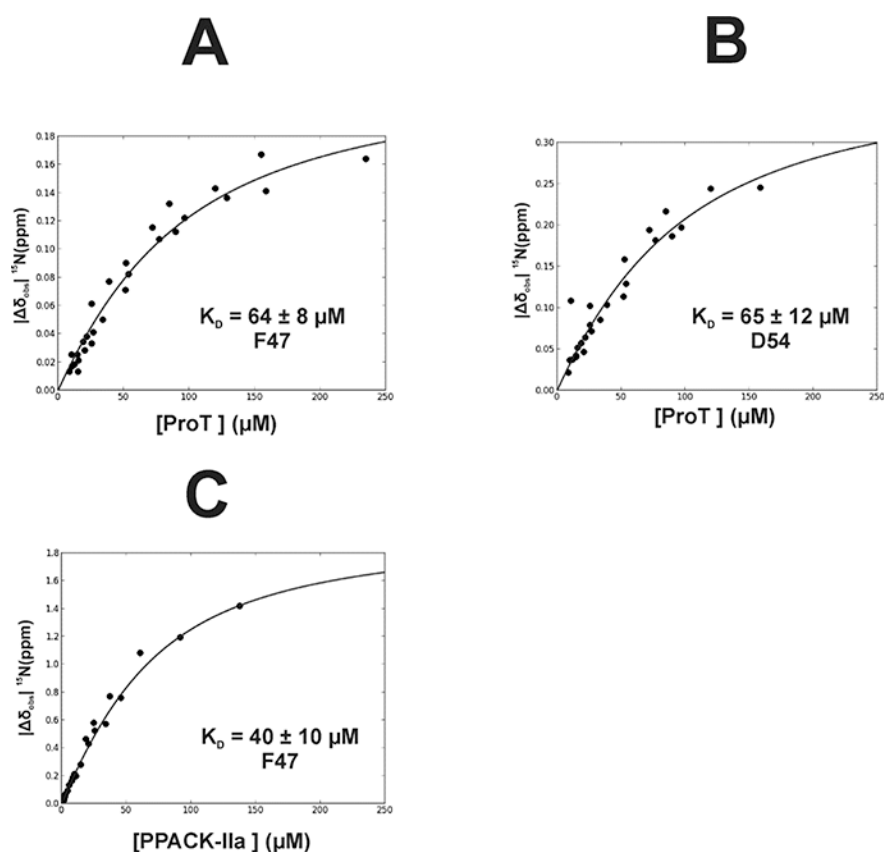 A
B
0.18
0.16
0.14
0.12
0.10
0.08
0.06
0.04
0.02
0.00
|Δδobs| ¹⁵N(ppm)
K_D = 64 ± 8 µM
F47
0 50 100 150 200 250
[ProT ] (µM)
0.30
0.25
0.20
0.15
0.10
0.05
0.00
|Δδobs| ¹⁵N(ppm)
K_D = 65 ± 12 µM
D54
0 50 100 150 200 250
[ProT ] (µM)
C
1.8
1.6
1.4
1.2
1.0
0.8
0.6
0.4
0.2
0.0
|Δδobs| ¹⁵N(ppm)
K_D = 40 ± 10 µM
F47
0 50 100 150 200 250
[PPACK-IIa ] (µM)